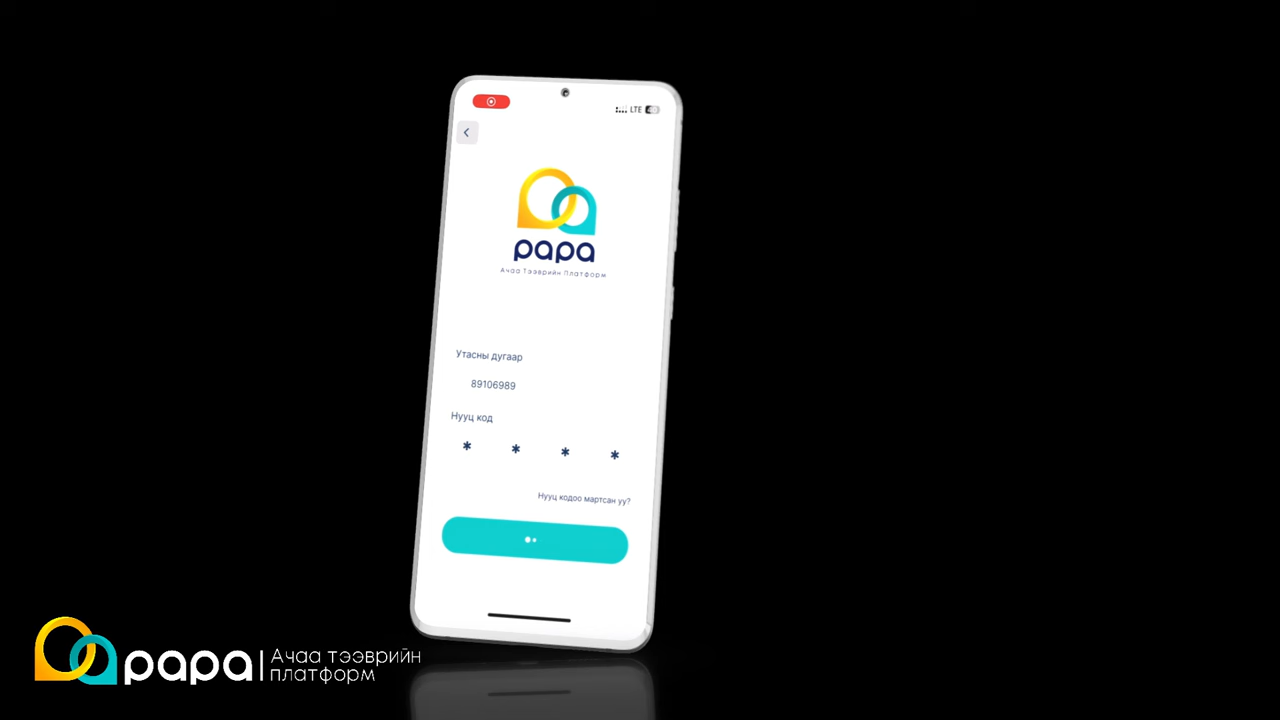 LTE
papa
Ачаа Тээврийн Платформ
Утасны дугаар
89106989
Нууц код
* * * *
Нууц кодоо мартсан уу?
papa | Ачаа тээврийн
платформ